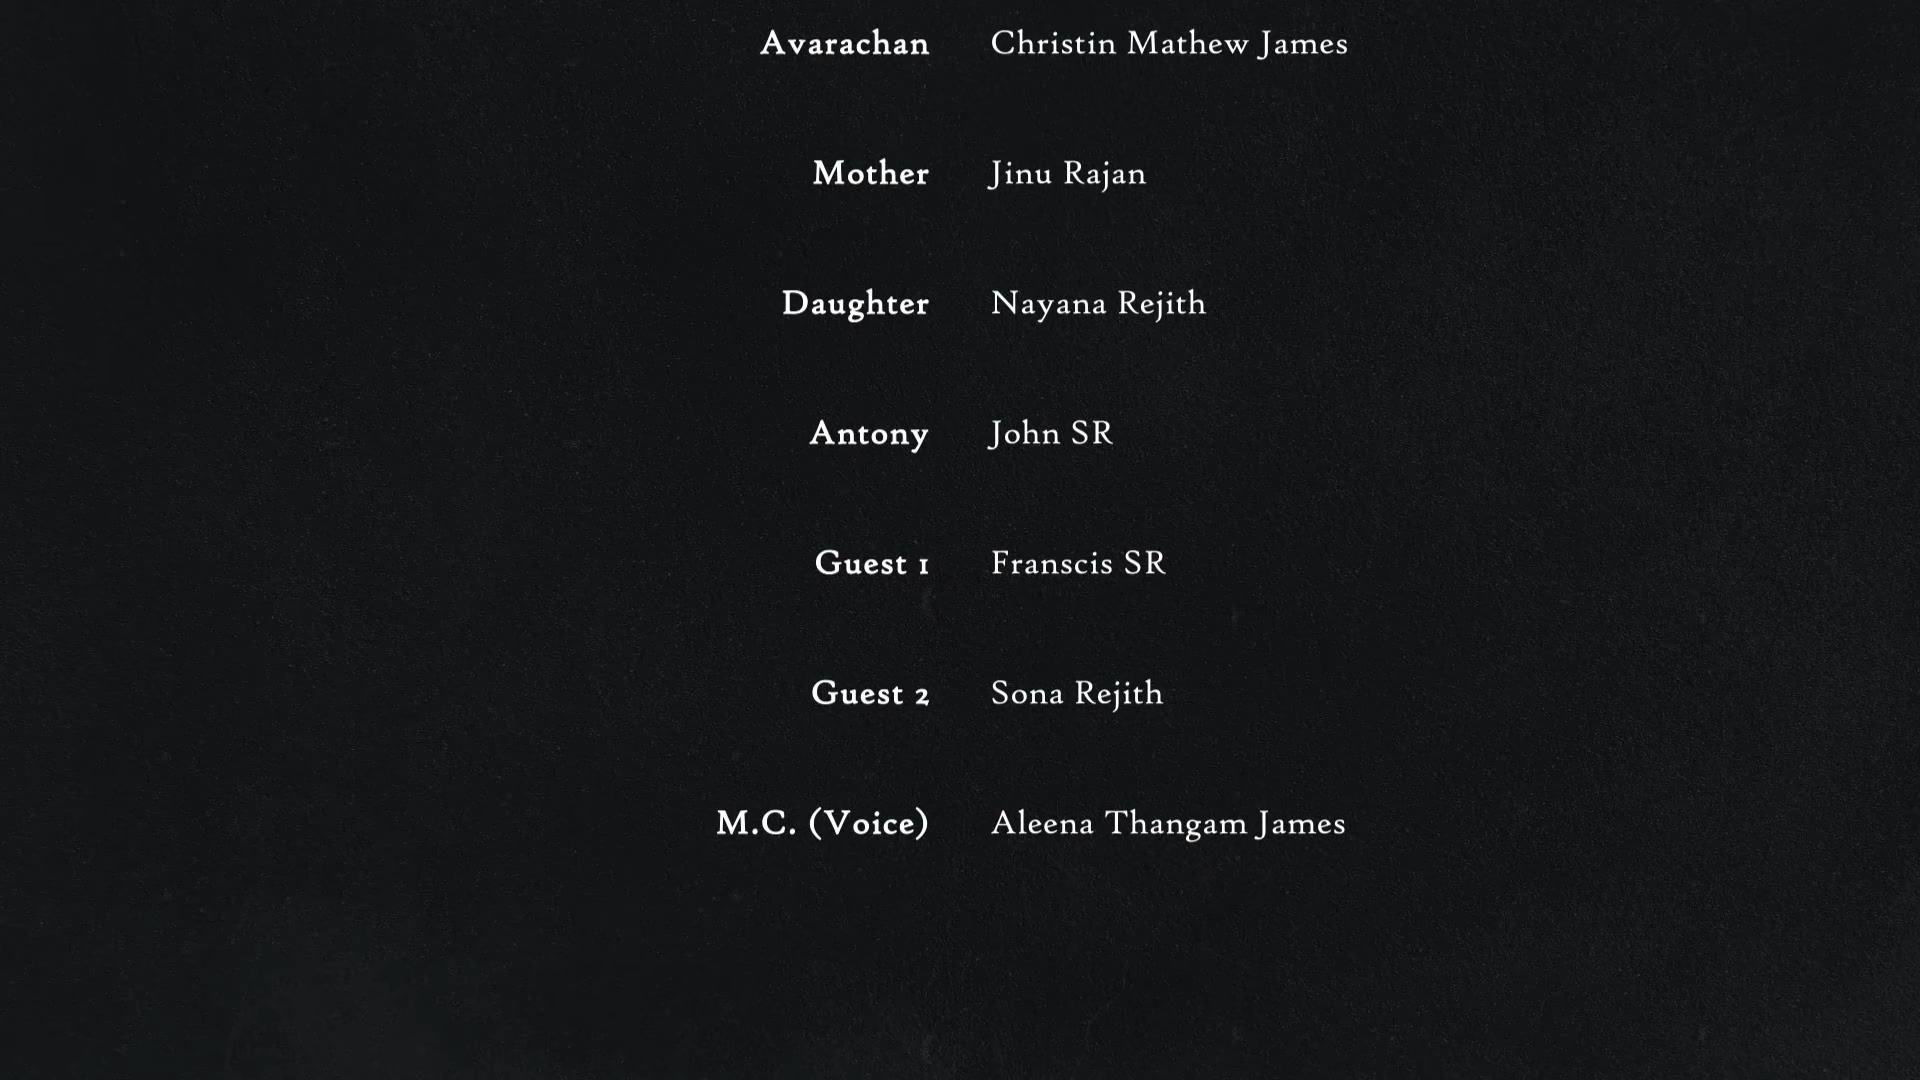 Avarachan Christin Mathew James
Mother Jinu Rajan
Daughter Nayana Rejith
Antony John SR
Guest 1 Franscis SR
Guest 2 Sona Rejith
M.C. (Voice) Aleena Thangam James